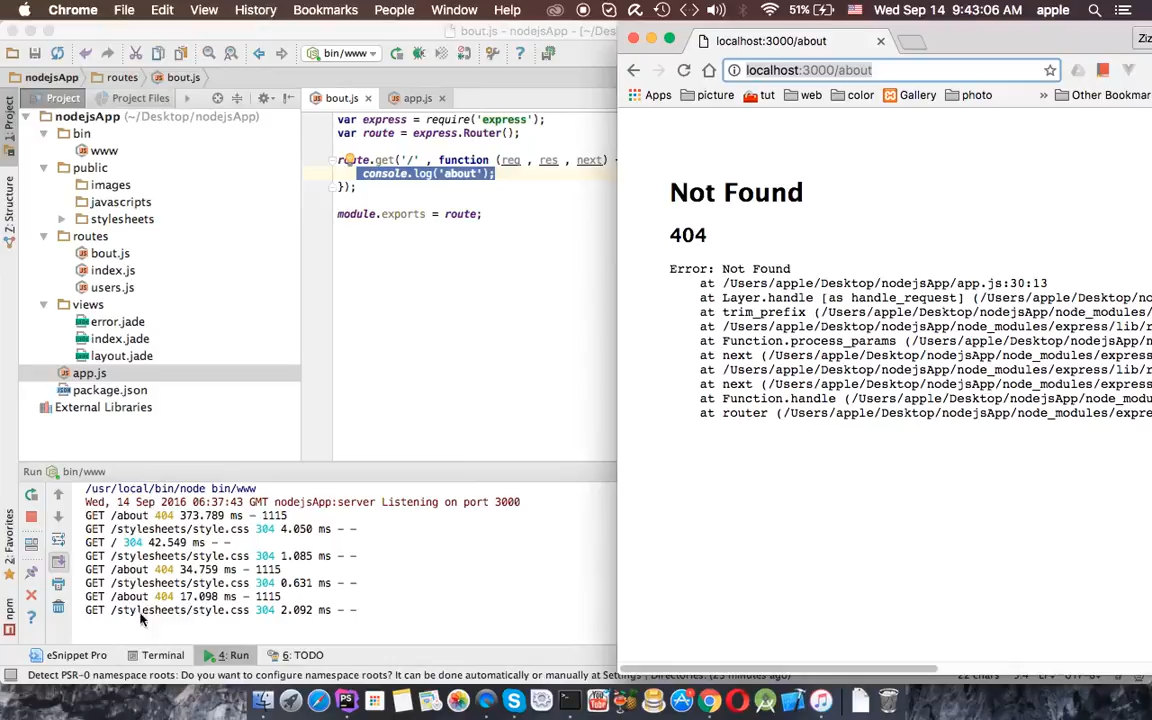 Chrome File Edit View History Bookmarks People Window Help 51% Wed Sep 14 9:43:06 AM apple
bout.js - nodejsApp - [~/Des
bin/www
nodejsApp routes bout.js
1: Project
Z: Structure
2: Favorites
npm
Project Project Files
nodejsApp (~/Desktop/nodejsApp)
bin
www
public
images
javascripts
stylesheets
routes
bout.js
index.js
users.js
views
error.jade
index.jade
layout.jade
app.js
package.json
External Libraries
bout.js app.js
var express = require('express');
var route = express.Router();
route.get('/' , function (req , res , next)
console.log('about');
});
module.exports = route;
localhost:3000/about
Ziz
localhost:3000/about
Apps picture tut web color Gallery photo » Other Bookmar
Not Found
404
Error: Not Found
at /Users/apple/Desktop/nodejsApp/app.js:30:13
at Layer.handle [as handle_request] (/Users/apple/Desktop/no
at trim_prefix (/Users/apple/Desktop/nodejsApp/node_modules/
at /Users/apple/Desktop/nodejsApp/node_modules/express/lib/r
at Function.process_params (/Users/apple/Desktop/nodejsApp/n
at next (/Users/apple/Desktop/nodejsApp/node_modules/express
at /Users/apple/Desktop/nodejsApp/node_modules/express/lib/r
at next (/Users/apple/Desktop/nodejsApp/node_modules/express
at Function.handle (/Users/apple/Desktop/nodejsApp/node_modu
at router (/Users/apple/Desktop/nodejsApp/node_modules/expre
Run bin/www
/usr/local/bin/node bin/www
Wed, 14 Sep 2016 06:37:43 GMT nodejsApp:server Listening on port 3000
GET /about 404 373.789 ms - 1115
GET /stylesheets/style.css 304 4.050 ms - -
GET / 304 42.549 ms - -
GET /stylesheets/style.css 304 1.085 ms - -
GET /about 404 34.759 ms - 1115
GET /stylesheets/style.css 304 0.631 ms - -
GET /about 404 17.098 ms - 1115
GET /stylesheets/style.css 304 2.092 ms - -
eSnippet Pro Terminal 4: Run 6: TODO
Detect PSR-0 namespace roots: Do you want to configure namespace roots? It can be done automatically or manually at Settings